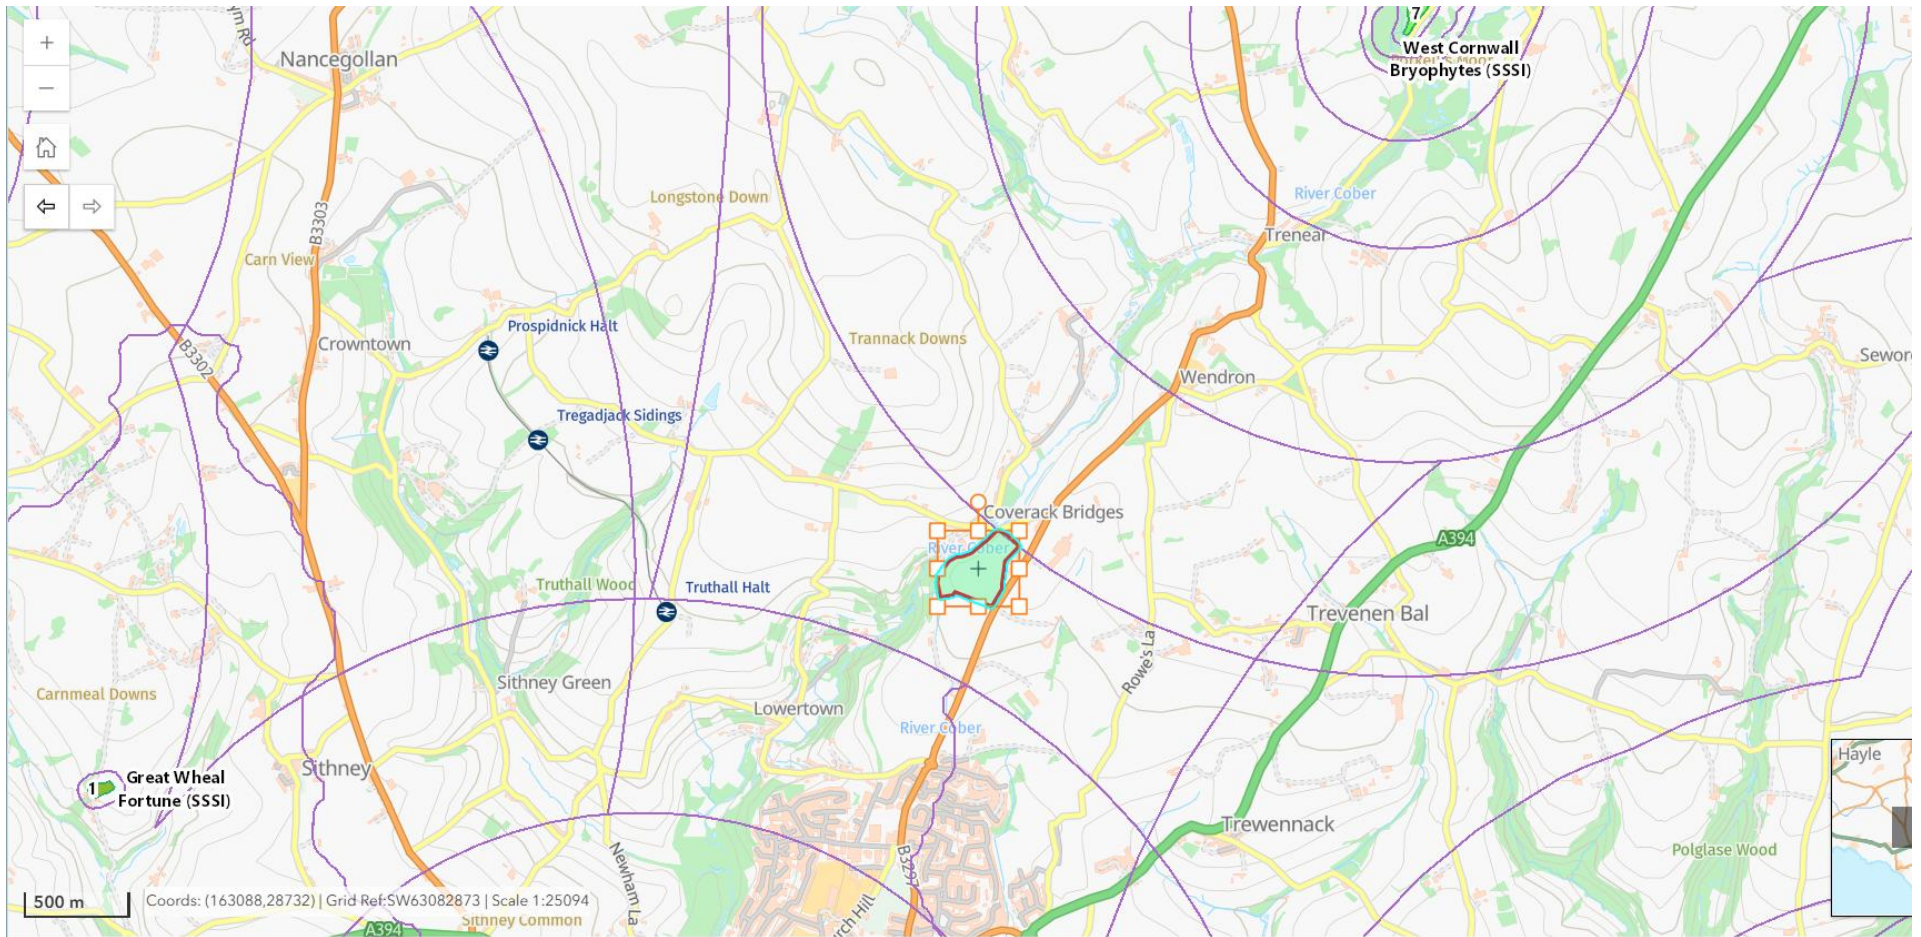 7
West Cornwall
Bryophytes (SSSI)
+
Nancegollan
−
River Cober
Longstone Down
B3303
Trenear
Carn View
Prospidnick Halt
Trannack Downs
Crowntown
B3302
Wendron
Tregadjack Sidings
Coverack Bridges
A394
River Cober
Truthall Wood
Truthall Halt
Trevenen Bal
Rowe's La
Sithney Green
Carnmeal Downs
Lowertown
River Cober
Hayle
Sithney
1
Great Wheal
Fortune (SSSI)
Trewennack
Polglase Wood
B3297
Newham La
500 m
Coords: (163088,28732) | Grid Ref:SW63082873 | Scale 1:25094
Sithney Common
A394